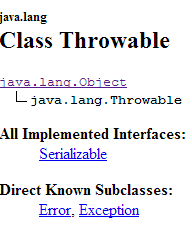 java.lang
Class Throwable
java.lang.Object
java.lang.Throwable
All Implemented Interfaces:
Serializable
Direct Known Subclasses:
Error, Exception